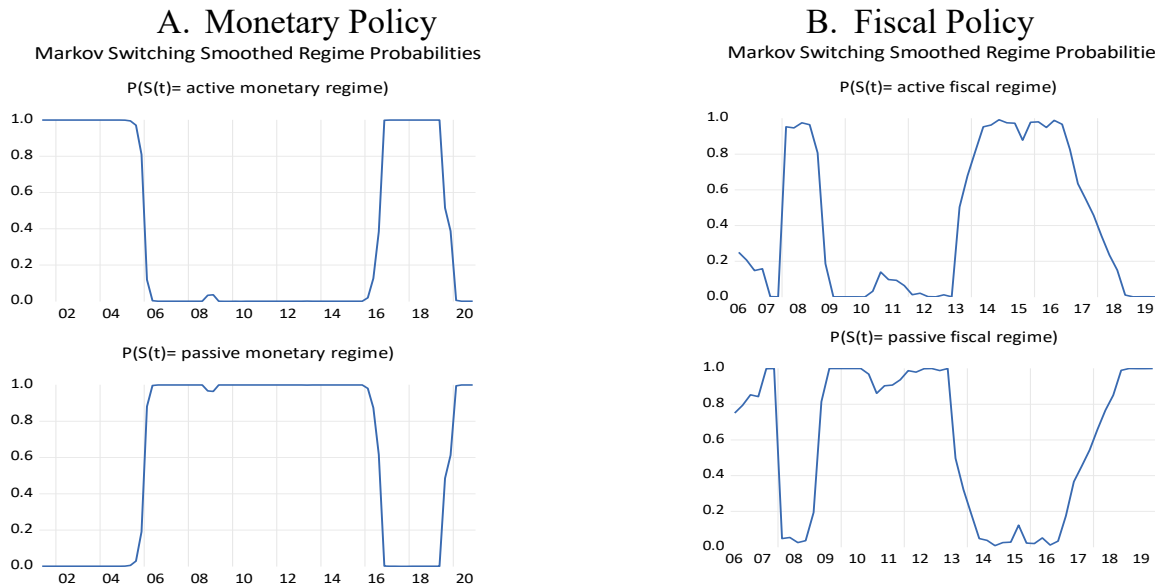 A. Monetary Policy
Markov Switching Smoothed Regime Probabilities
P(S(t)= active monetary regime)
1.0
0.8
0.6
0.4
0.2
0.0
02 04 06 08 10 12 14 16 18 20
P(S(t)= passive monetary regime)
1.0
0.8
0.6
0.4
0.2
0.0
02 04 06 08 10 12 14 16 18 20
B. Fiscal Policy
Markov Switching Smoothed Regime Probabilitie
P(S(t)= active fiscal regime)
1.0
0.8
0.6
0.4
0.2
0.0
06 07 08 09 10 11 12 13 14 15 16 17 18 19
P(S(t)= passive fiscal regime)
1.0
0.8
0.6
0.4
0.2
0.0
06 07 08 09 10 11 12 13 14 15 16 17 18 19